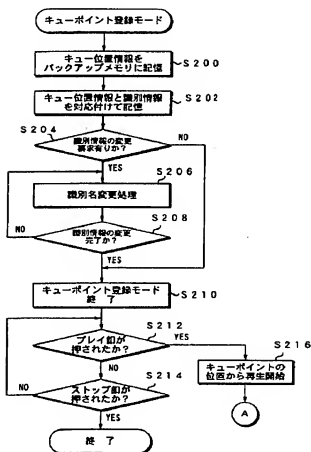 キューポイント登録モード
キュー位置情報を
バックアップメモリに記憶
S200
キュー位置情報と識別情報
を対応付けて記憶
S202
S204
識別情報の変更
要求有りか?
NO
YES
S206
識別名変更処理
S208
識別情報の変更
完了か?
NO
YES
キューポイント登録モード
終了
S210
S212
プレイ釦が
押されたか?
YES
NO
S216
キューポイントの
位置から再生開始
A
S214
ストップ釦が
押されたか?
NO
YES
終了